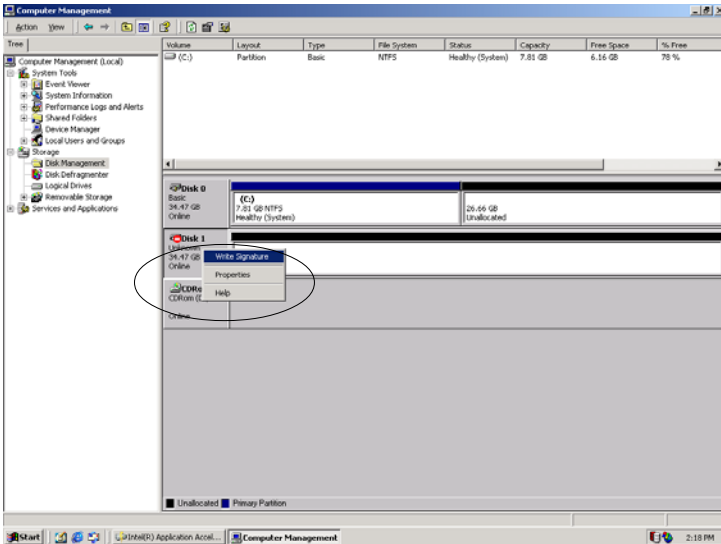 Computer Management
Action View
Tree
Computer Management (Local)
System Tools
Event Viewer
System Information
Performance Logs and Alerts
Shared Folders
Device Manager
Local Users and Groups
Storage
Disk Management
Disk Defragmenter
Logical Drives
Removable Storage
Services and Applications
Volume Layout Type File System Status Capacity Free Space % Free
(C:) Partition Basic NTFS Healthy (System) 7.81 GB 6.16 GB 78 %
Disk 0
Basic
34.47 GB
Online
(C:)
7.81 GB NTFS
Healthy (System)
26.66 GB
Unallocated
Disk 1
Unknown
34.47 GB
Online
Write Signature
Properties
Help
CDRo
CDRom (D
Online
Unallocated Primary Partition
Start Intel(R) Application Accel... Computer Management 2:18 PM